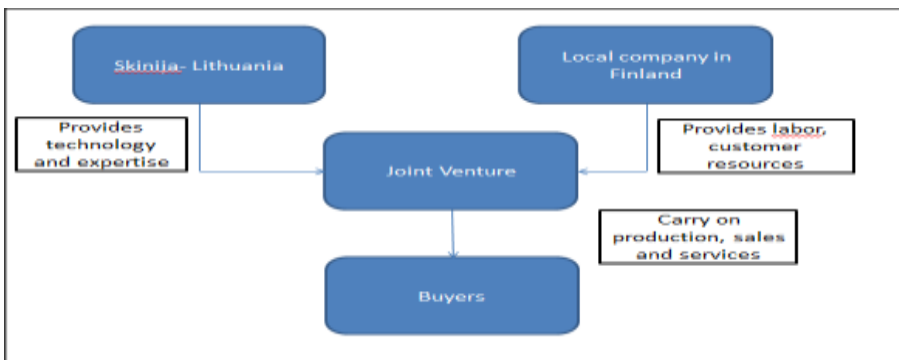 Skinija- Lithuania
Local company in
Finland
Provides
technology
and expertise
Provides labor,
customer
resources
Joint Venture
Carry on
production, sales
and services
Buyers